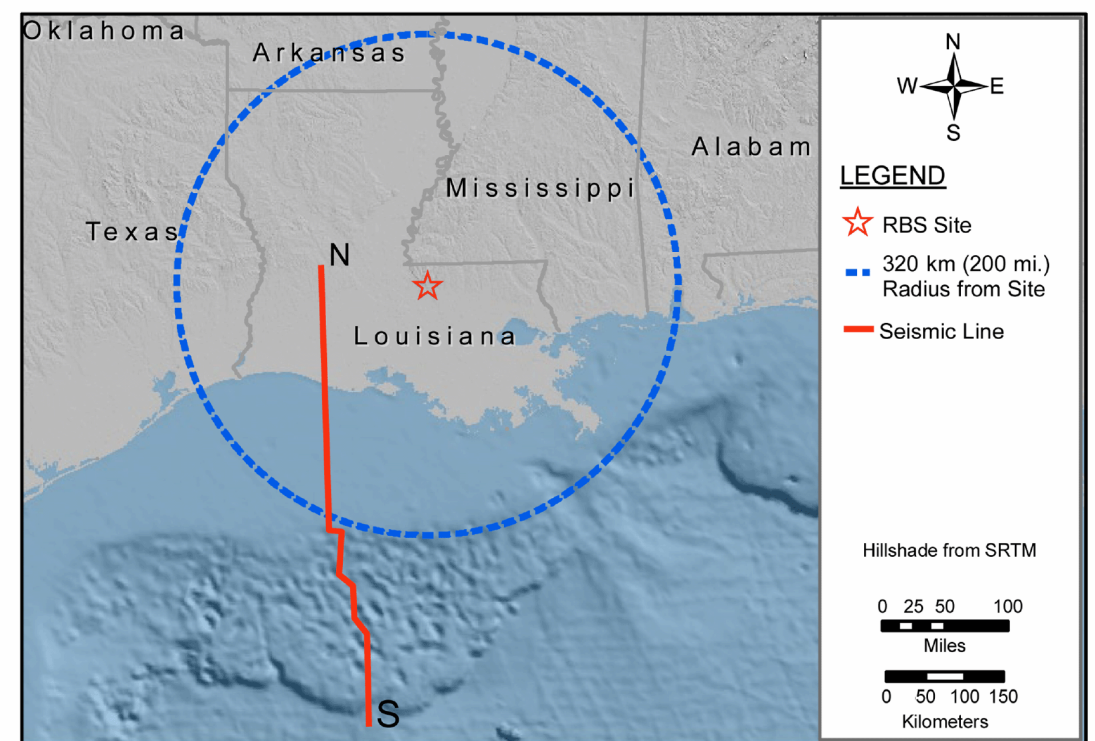 Oklahoma
Arkansas
Alabam
Mississippi
Texas
N
Louisiana
S
N
W E
S
LEGEND
RBS Site
320 km (200 mi.)
Radius from Site
Seismic Line
Hillshade from SRTM
0 25 50 100
Miles
0 50 100 150
Kilometers